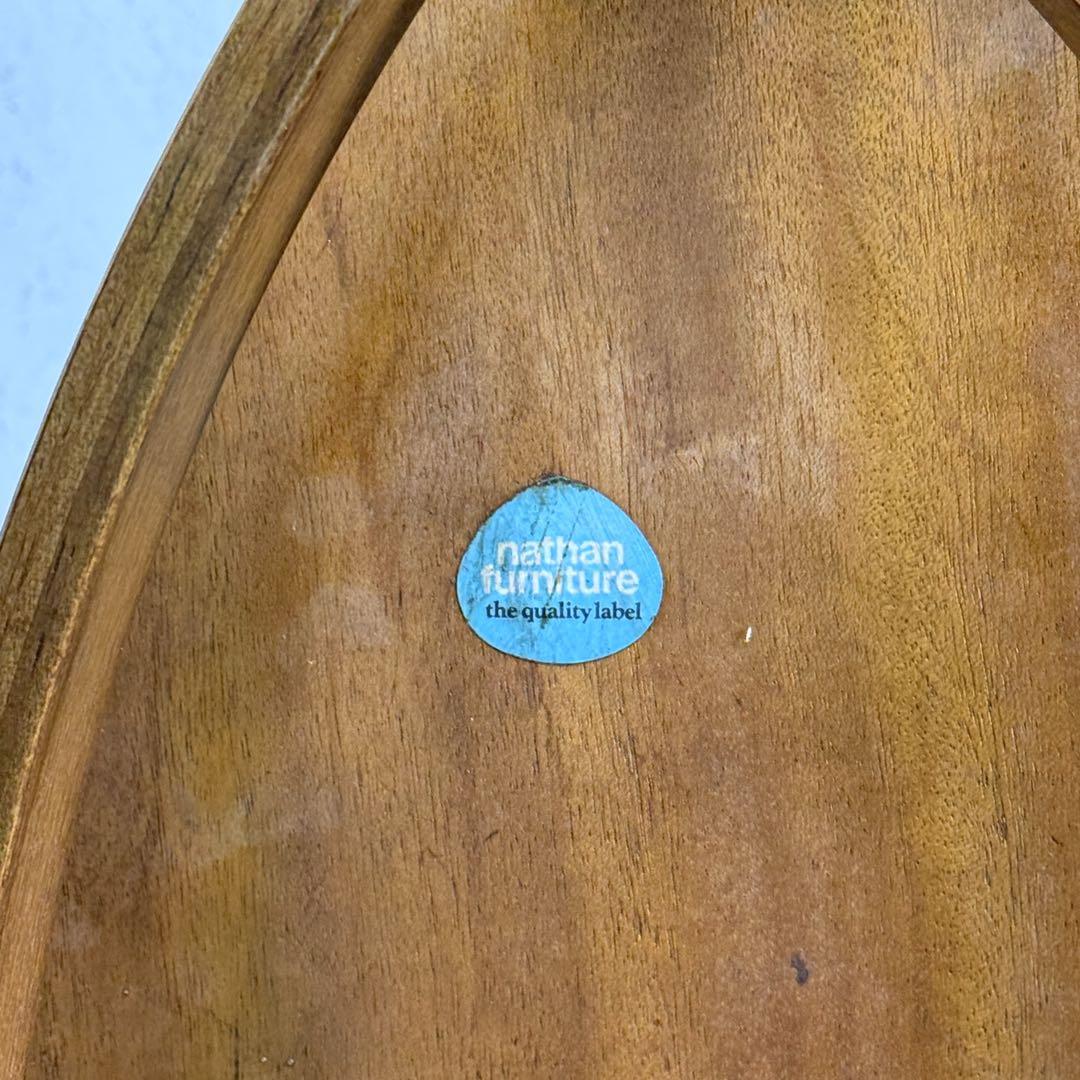 nathan
furniture
the quality label